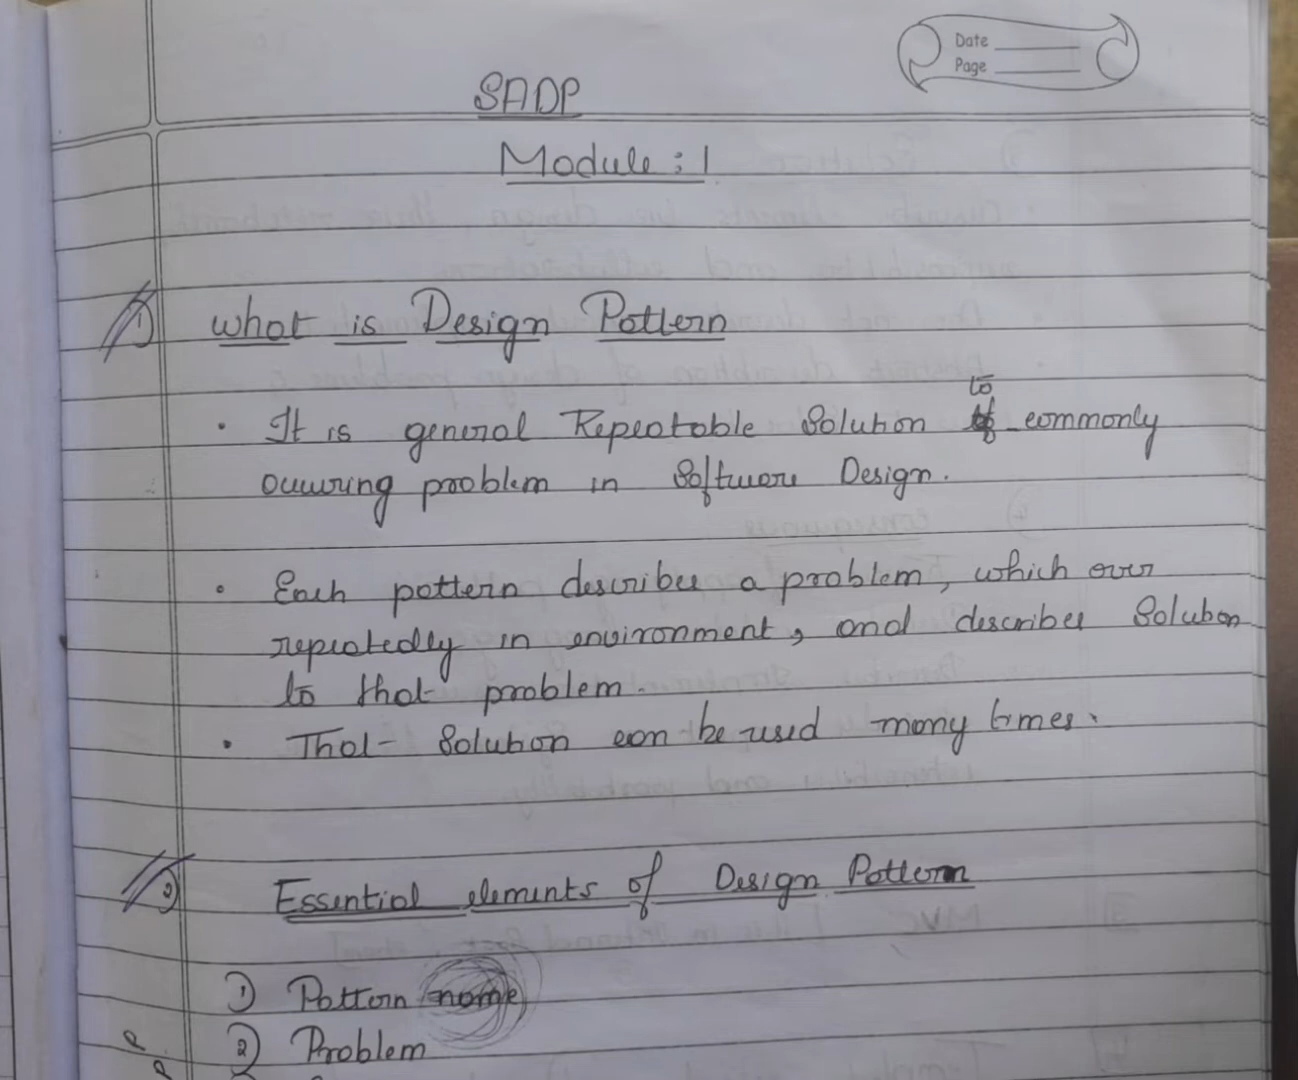 Date
Page
SADP
Module : 1
1) what is Design Pattern
to
• It is general Repeatable Solution commonly
occuring problem in Software Design.
• Each pattern describes a problem, which over
repeatedly in environment, and describes Solution
to that problem.
• That Solution can be used many times.
2) Essential elements of Design Pattern
1) Pattern name
2) Problem